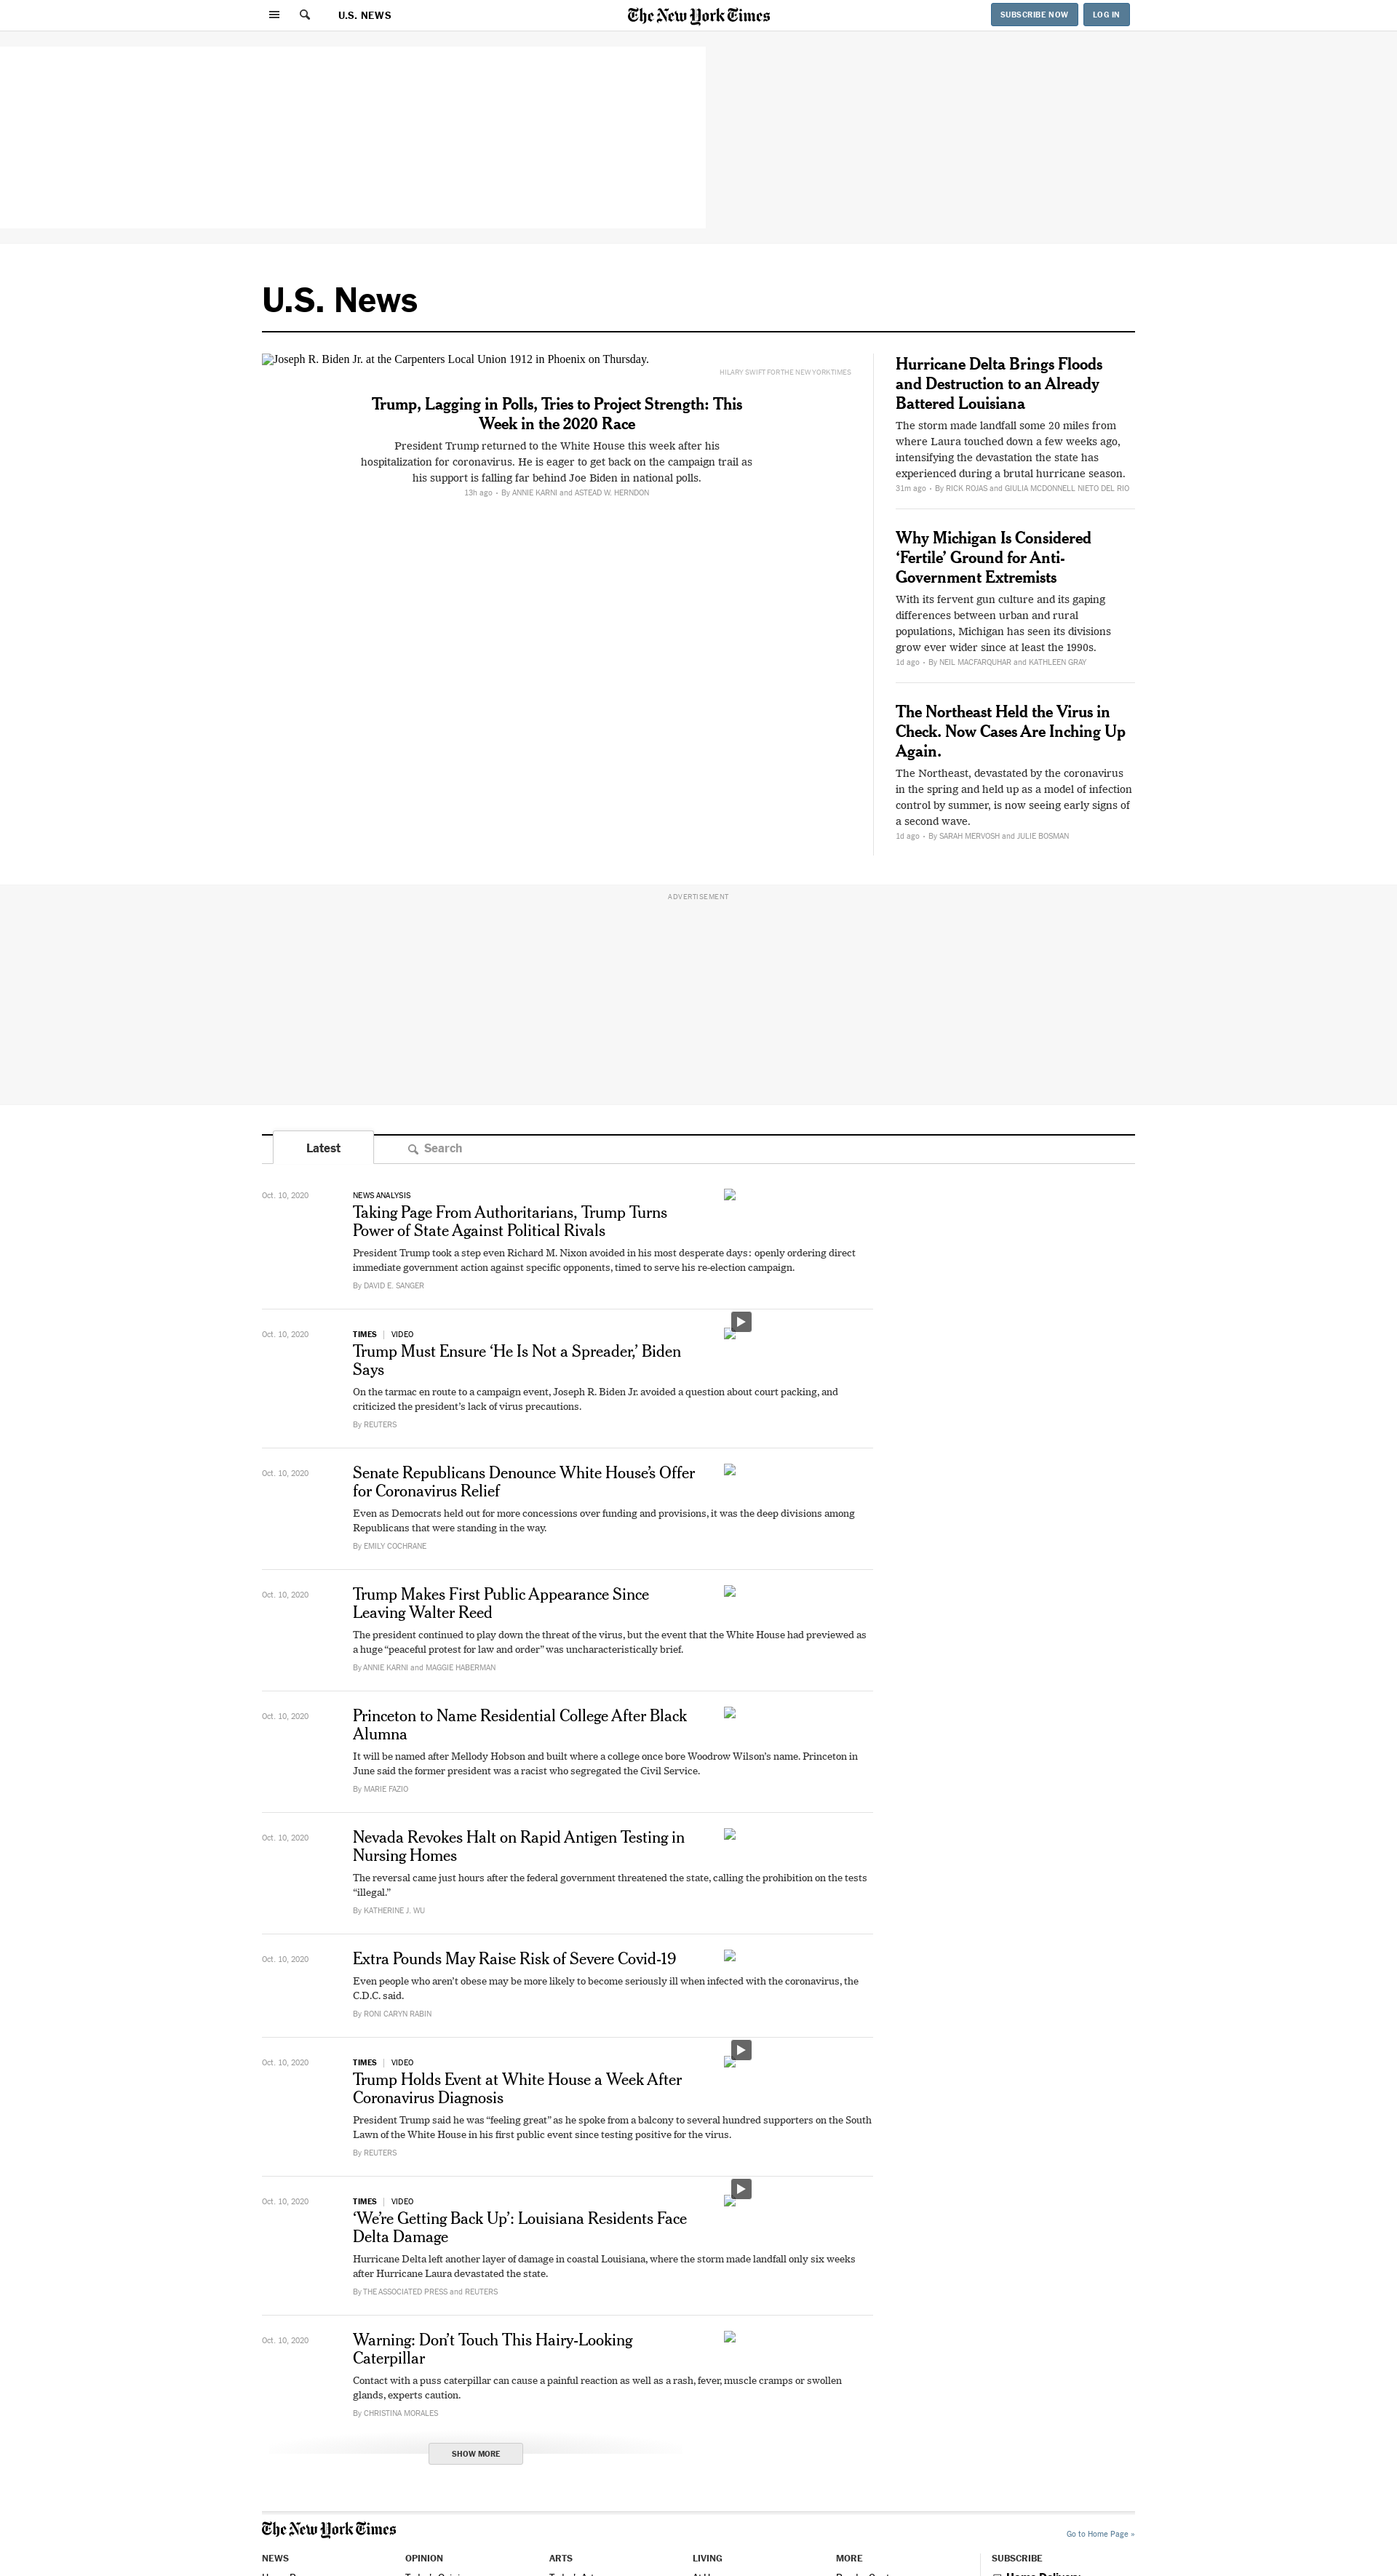 U.S. NEWS
The New York Times
SUBSCRIBE NOW
LOG IN
U.S. News
Joseph R. Biden Jr. at the Carpenters Local Union 1912 in Phoenix on Thursday.
HILARY SWIFT FOR THE NEW YORK TIMES
Trump, Lagging in Polls, Tries to Project Strength: This
Week in the 2020 Race
President Trump returned to the White House this week after his
hospitalization for coronavirus. He is eager to get back on the campaign trail as
his support is falling far behind Joe Biden in national polls.
13h ago • By ANNIE KARNI and ASTEAD W. HERNDON
Hurricane Delta Brings Floods
and Destruction to an Already
Battered Louisiana
The storm made landfall some 20 miles from
where Laura touched down a few weeks ago,
intensifying the devastation the state has
experienced during a brutal hurricane season.
31m ago • By RICK ROJAS and GIULIA MCDONNELL NIETO DEL RIO
Why Michigan Is Considered
‘Fertile’ Ground for Anti-
Government Extremists
With its fervent gun culture and its gaping
differences between urban and rural
populations, Michigan has seen its divisions
grow ever wider since at least the 1990s.
1d ago • By NEIL MACFARQUHAR and KATHLEEN GRAY
The Northeast Held the Virus in
Check. Now Cases Are Inching Up
Again.
The Northeast, devastated by the coronavirus
in the spring and held up as a model of infection
control by summer, is now seeing early signs of
a second wave.
1d ago • By SARAH MERVOSH and JULIE BOSMAN
ADVERTISEMENT
Latest
Search
Oct. 10, 2020
NEWS ANALYSIS
Taking Page From Authoritarians, Trump Turns
Power of State Against Political Rivals
President Trump took a step even Richard M. Nixon avoided in his most desperate days: openly ordering direct
immediate government action against specific opponents, timed to serve his re-election campaign.
By DAVID E. SANGER
Oct. 10, 2020
TIMES | VIDEO
Trump Must Ensure ‘He Is Not a Spreader,’ Biden
Says
On the tarmac en route to a campaign event, Joseph R. Biden Jr. avoided a question about court packing, and
criticized the president’s lack of virus precautions.
By REUTERS
Oct. 10, 2020
Senate Republicans Denounce White House’s Offer
for Coronavirus Relief
Even as Democrats held out for more concessions over funding and provisions, it was the deep divisions among
Republicans that were standing in the way.
By EMILY COCHRANE
Oct. 10, 2020
Trump Makes First Public Appearance Since
Leaving Walter Reed
The president continued to play down the threat of the virus, but the event that the White House had previewed as
a huge “peaceful protest for law and order” was uncharacteristically brief.
By ANNIE KARNI and MAGGIE HABERMAN
Oct. 10, 2020
Princeton to Name Residential College After Black
Alumna
It will be named after Mellody Hobson and built where a college once bore Woodrow Wilson’s name. Princeton in
June said the former president was a racist who segregated the Civil Service.
By MARIE FAZIO
Oct. 10, 2020
Nevada Revokes Halt on Rapid Antigen Testing in
Nursing Homes
The reversal came just hours after the federal government threatened the state, calling the prohibition on the tests
“illegal.”
By KATHERINE J. WU
Oct. 10, 2020
Extra Pounds May Raise Risk of Severe Covid-19
Even people who aren’t obese may be more likely to become seriously ill when infected with the coronavirus, the
C.D.C. said.
By RONI CARYN RABIN
Oct. 10, 2020
TIMES | VIDEO
Trump Holds Event at White House a Week After
Coronavirus Diagnosis
President Trump said he was “feeling great” as he spoke from a balcony to several hundred supporters on the South
Lawn of the White House in his first public event since testing positive for the virus.
By REUTERS
Oct. 10, 2020
TIMES | VIDEO
‘We’re Getting Back Up’: Louisiana Residents Face
Delta Damage
Hurricane Delta left another layer of damage in coastal Louisiana, where the storm made landfall only six weeks
after Hurricane Laura devastated the state.
By THE ASSOCIATED PRESS and REUTERS
Oct. 10, 2020
Warning: Don’t Touch This Hairy-Looking
Caterpillar
Contact with a puss caterpillar can cause a painful reaction as well as a rash, fever, muscle cramps or swollen
glands, experts caution.
By CHRISTINA MORALES
SHOW MORE
The New York Times
Go to Home Page »
NEWS
OPINION
ARTS
LIVING
MORE
SUBSCRIBE